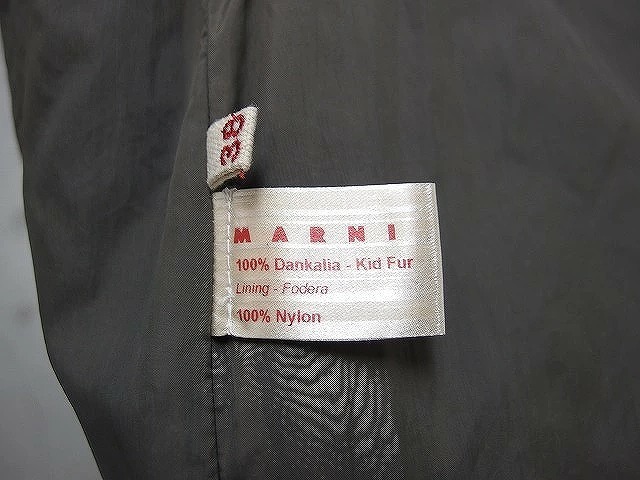 38
MARNI
100% Dankalia - Kid Fur
Lining - Fodera
100% Nylon